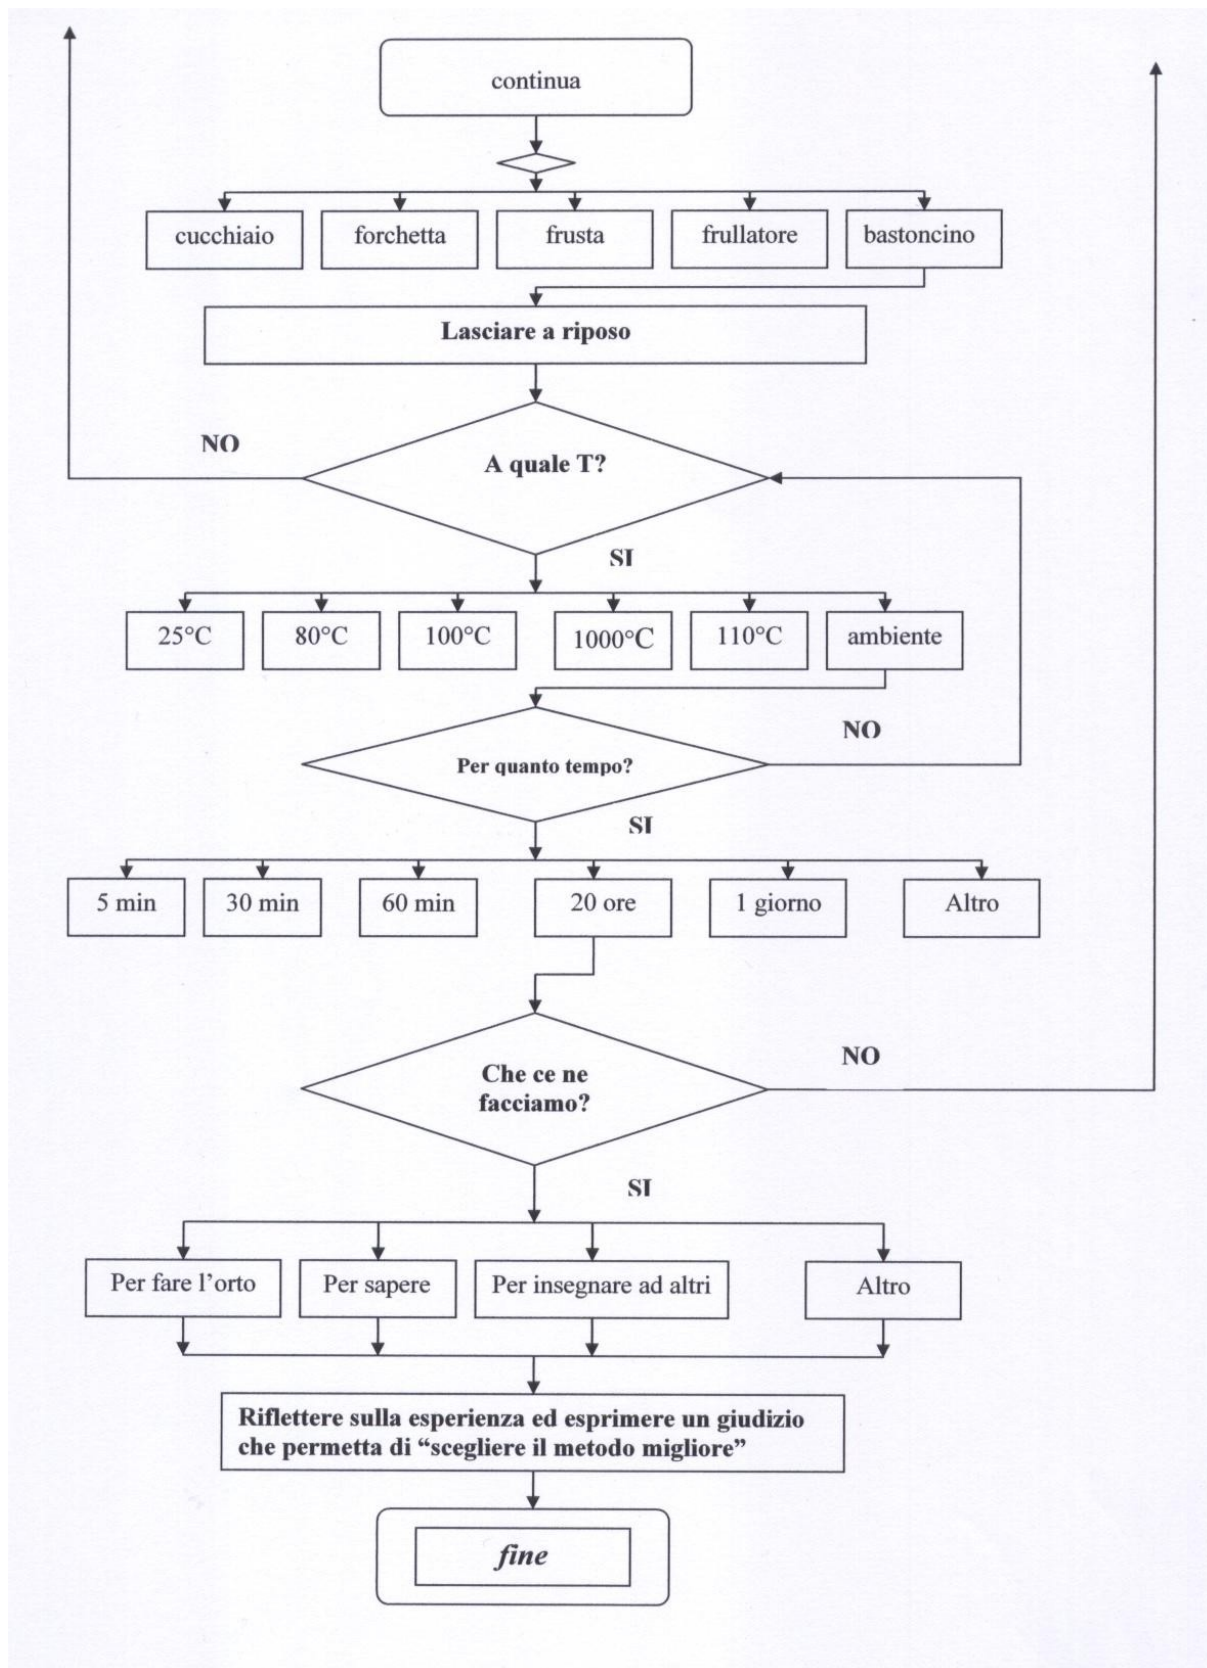 continua
cucchiaio forchetta frusta frullatore bastoncino
Lasciare a riposo
NO
A quale T?
SI
25°C 80°C 100°C 1000°C 110°C ambiente
NO
Per quanto tempo?
SI
5 min 30 min 60 min 20 ore 1 giorno Altro
NO
Che ce ne
facciamo?
SI
Per fare l’orto Per sapere Per insegnare ad altri Altro
Riflettere sulla esperienza ed esprimere un giudizio
che permetta di “scegliere il metodo migliore”
fine